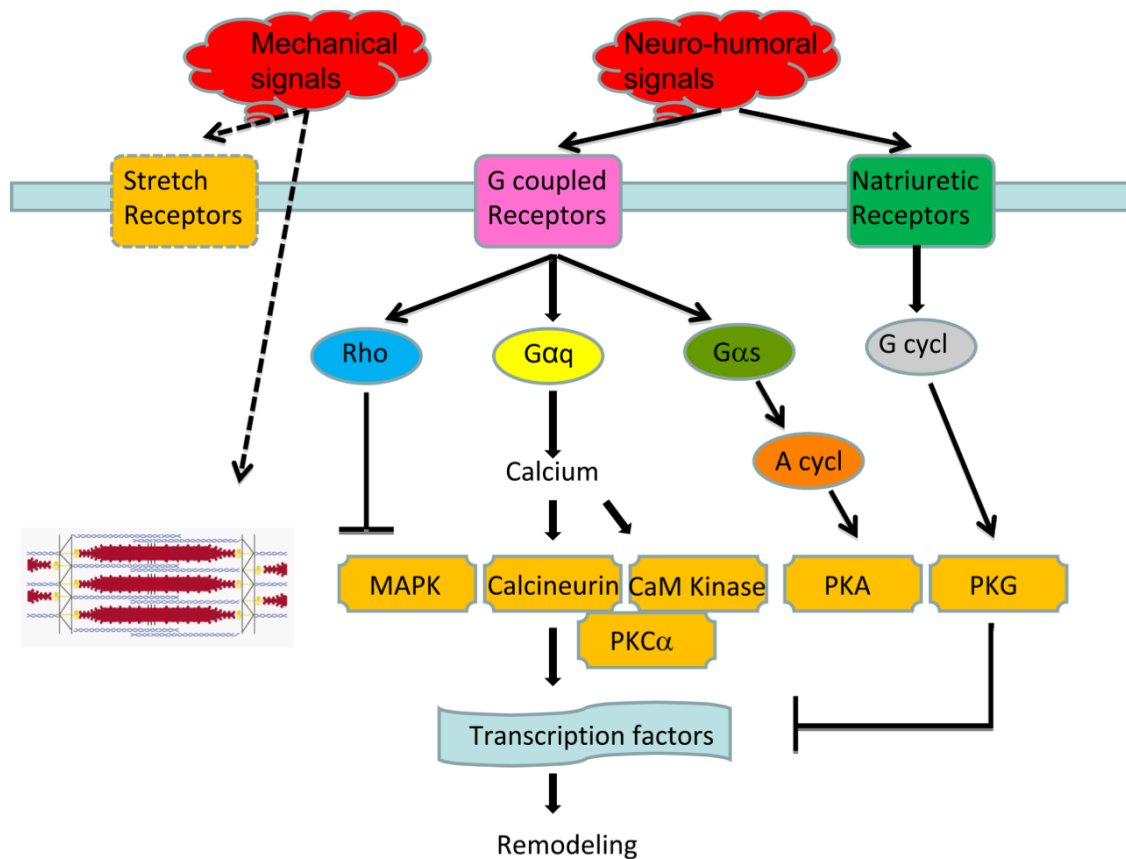 Mechanical
signals
Neuro-humoral
signals
Stretch
Receptors
G coupled
Receptors
Natriuretic
Receptors
Rho
Gαq
Gαs
G cycl
A cycl
Calcium
MAPK
Calcineurin
CaM Kinase
PKA
PKG
PKCα
Transcription factors
Remodeling